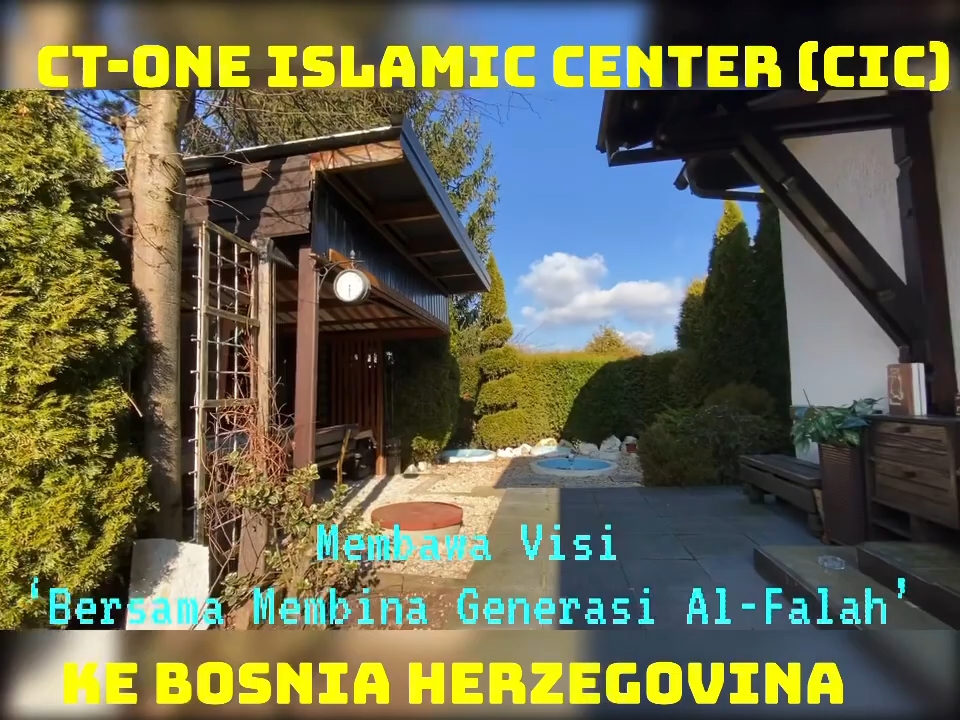 CT-ONE ISLAMIC CENTER (CIC)
Membawa Visi
‘Bersama Membina Generasi Al-Falah’
KE BOSNIA HERZEGOVINA